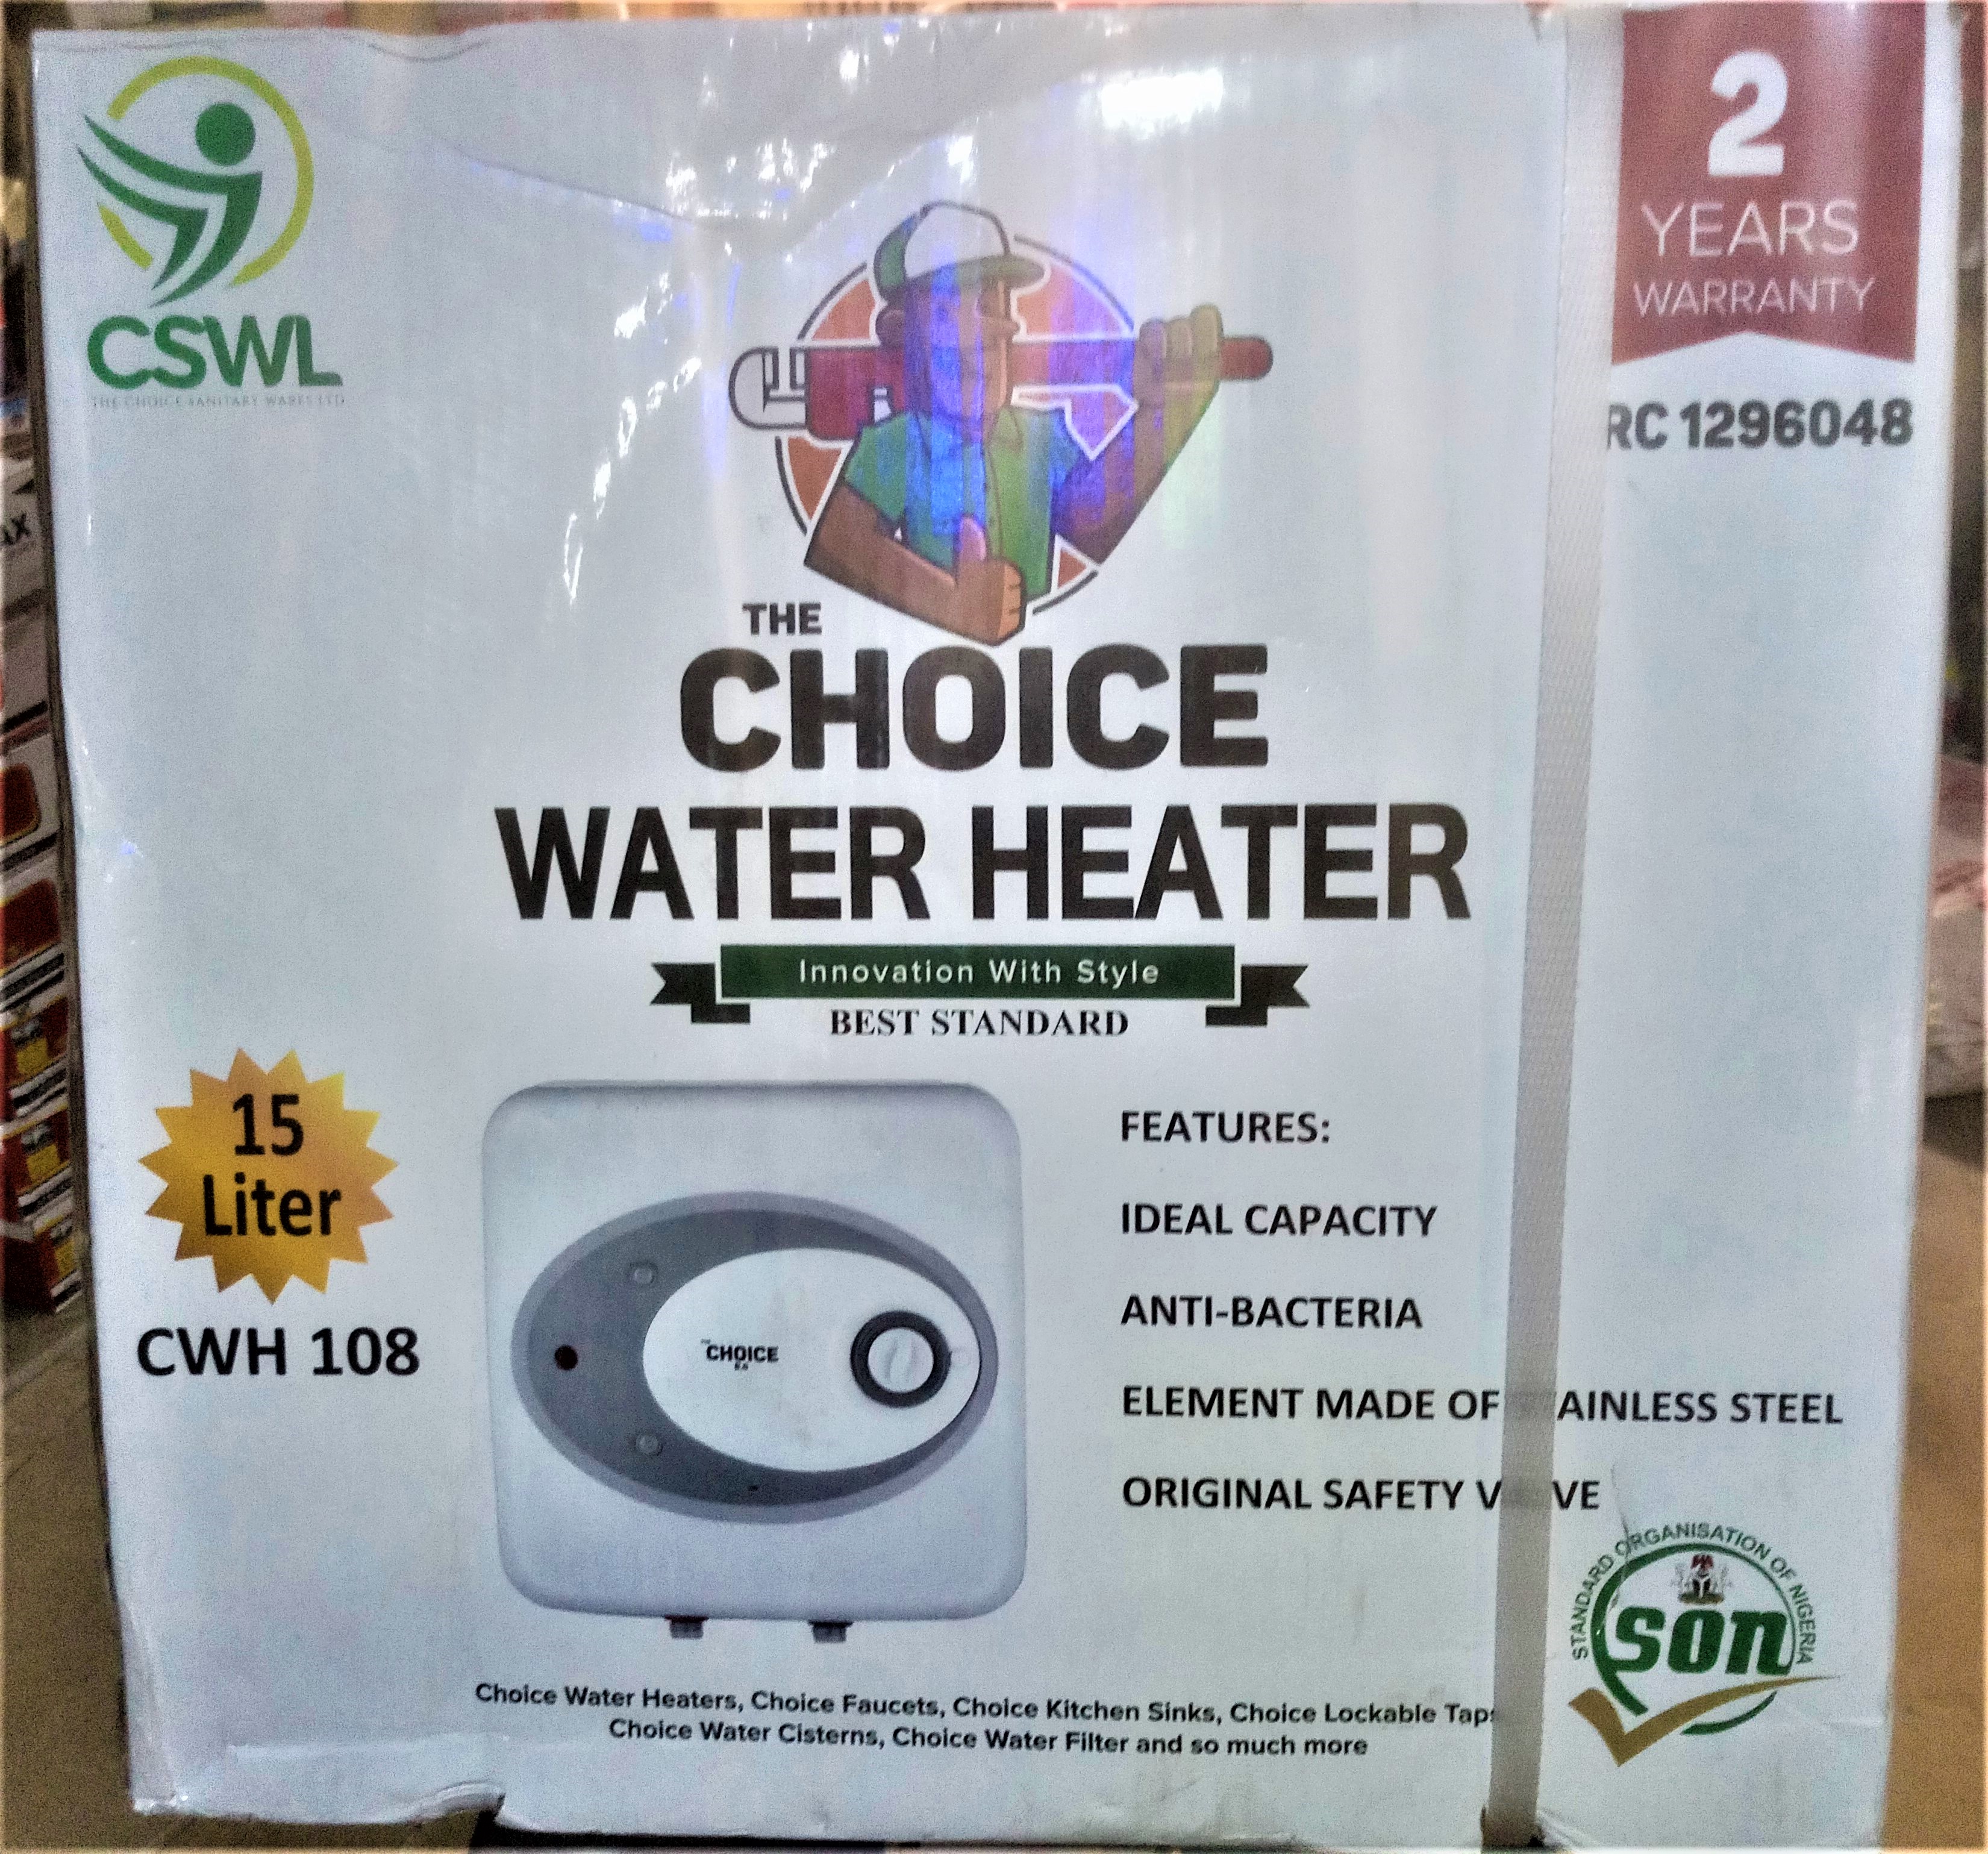 CSWL
THE CHOICE SANITARY WARES LTD
2
YEARS
WARRANTY
RC 1296048
THE
CHOICE
WATER HEATER
Innovation With Style
BEST STANDARD
15
Liter
CWH 108
THE
CHOICE
FEATURES:
IDEAL CAPACITY
ANTI-BACTERIA
ELEMENT MADE OF AINLESS STEEL
ORIGINAL SAFETY V VE
STANDARD ORGANISATION OF NIGERIA
SON
Choice Water Heaters, Choice Faucets, Choice Kitchen Sinks, Choice Lockable Taps
Choice Water Cisterns, Choice Water Filter and so much more